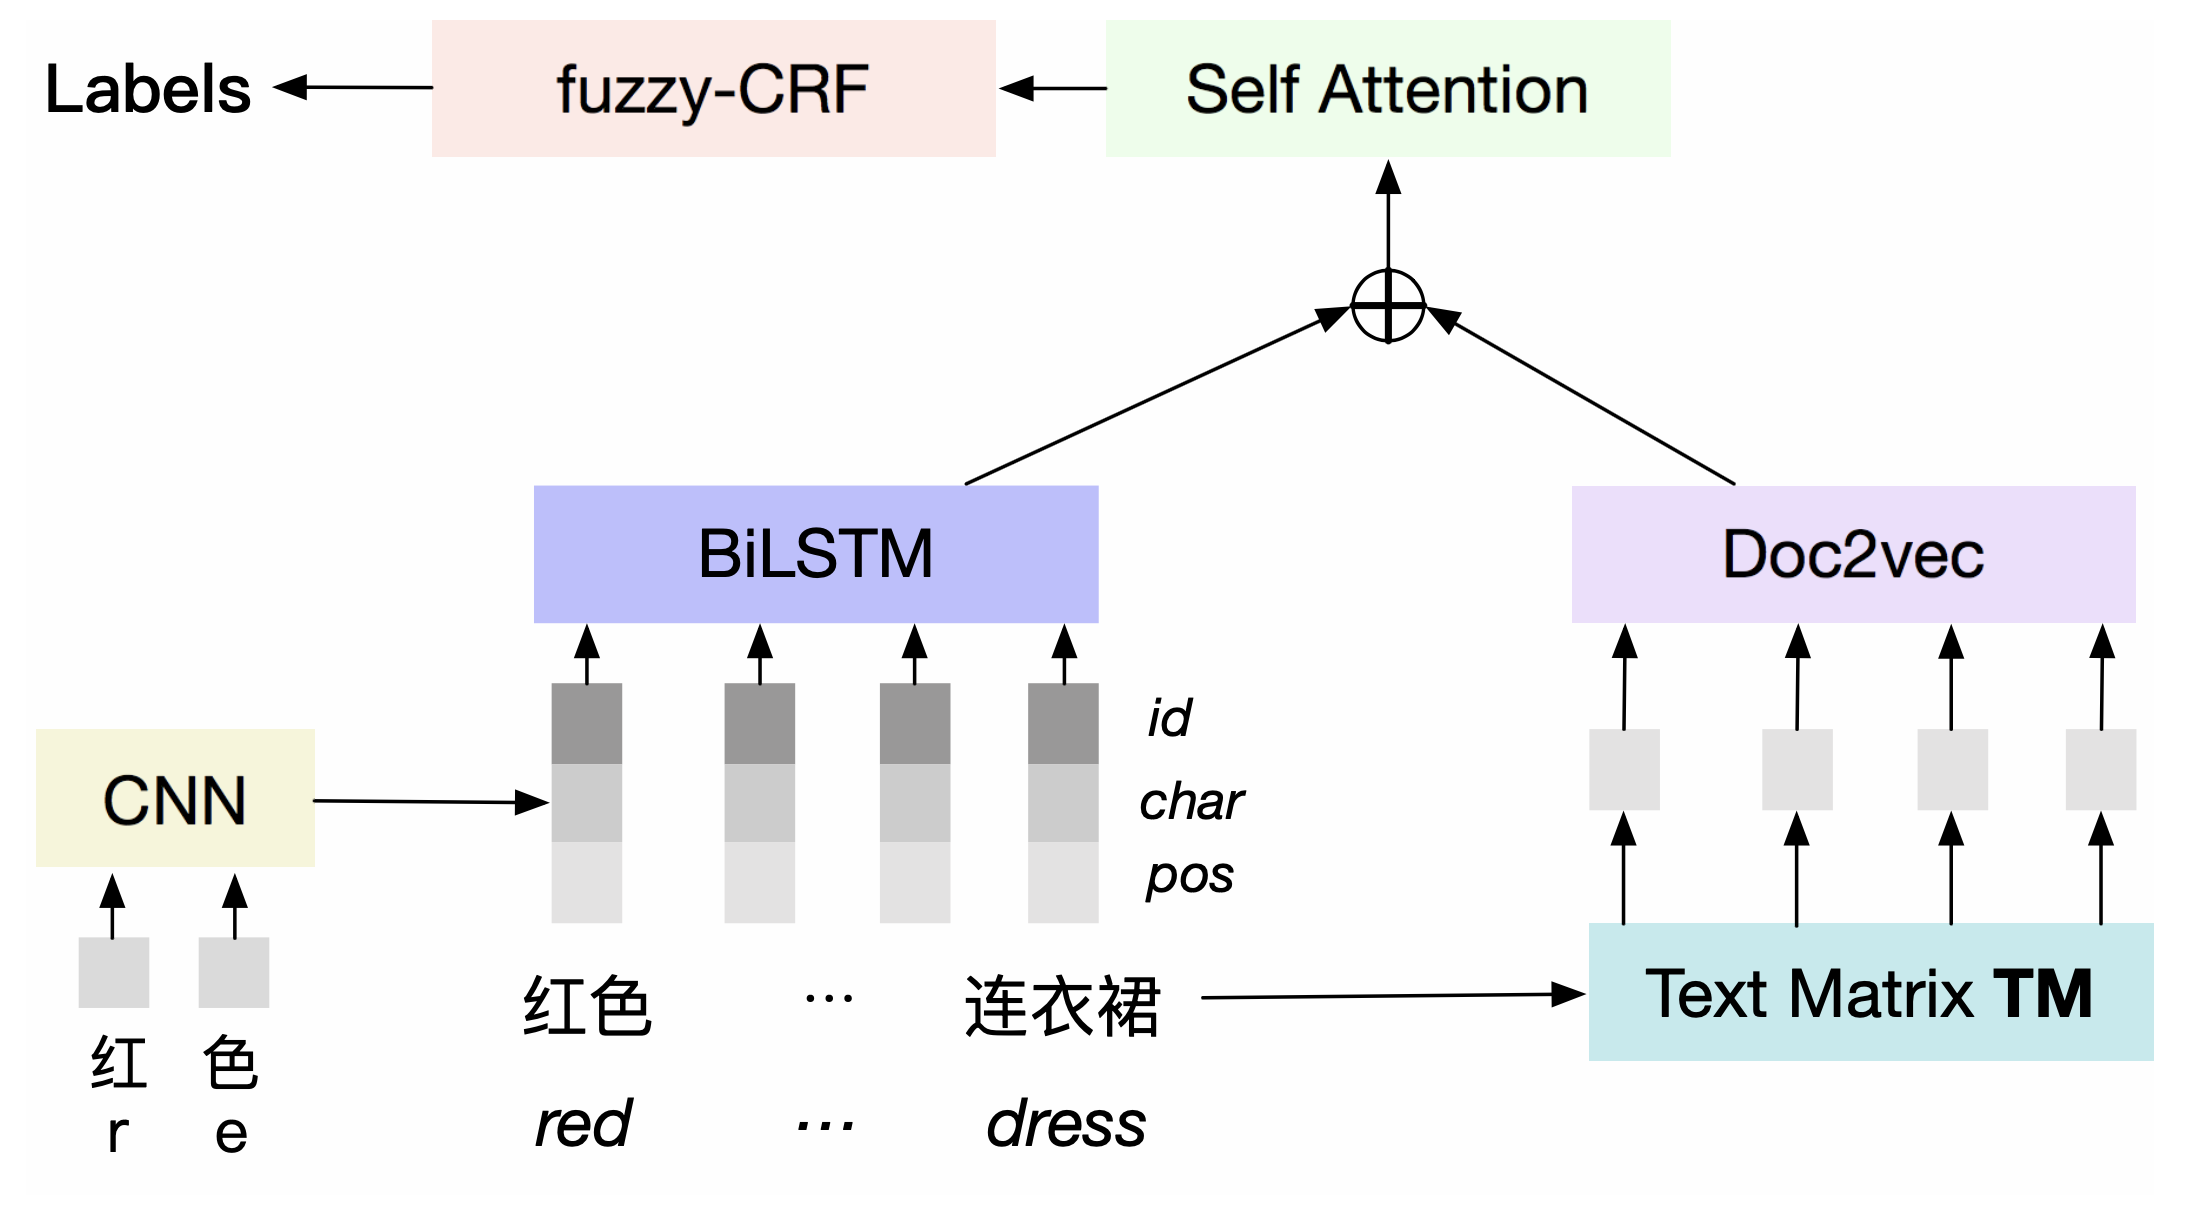 Labels
fuzzy-CRF
Self Attention
BiLSTM
Doc2vec
id
char
pos
CNN
红 色
r e
红色 ... 连衣裙
red ... dress
Text Matrix TM